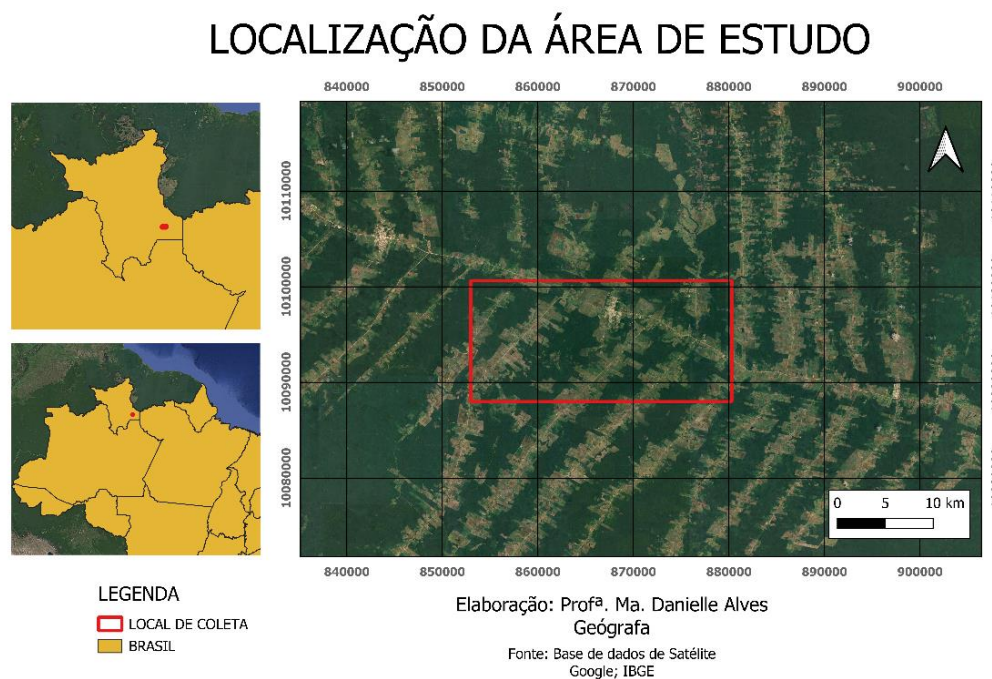 LOCALIZAÇÃO DA ÁREA DE ESTUDO
840000 850000 860000 870000 880000 890000 900000
10110000
10100000
10090000
10080000
0 5 10 km
840000 850000 860000 870000 880000 890000 900000
LEGENDA
LOCAL DE COLETA
BRASIL
Elaboração: Profª. Ma. Danielle Alves
Geógrafa
Fonte: Base de dados de Satélite
Google; IBGE